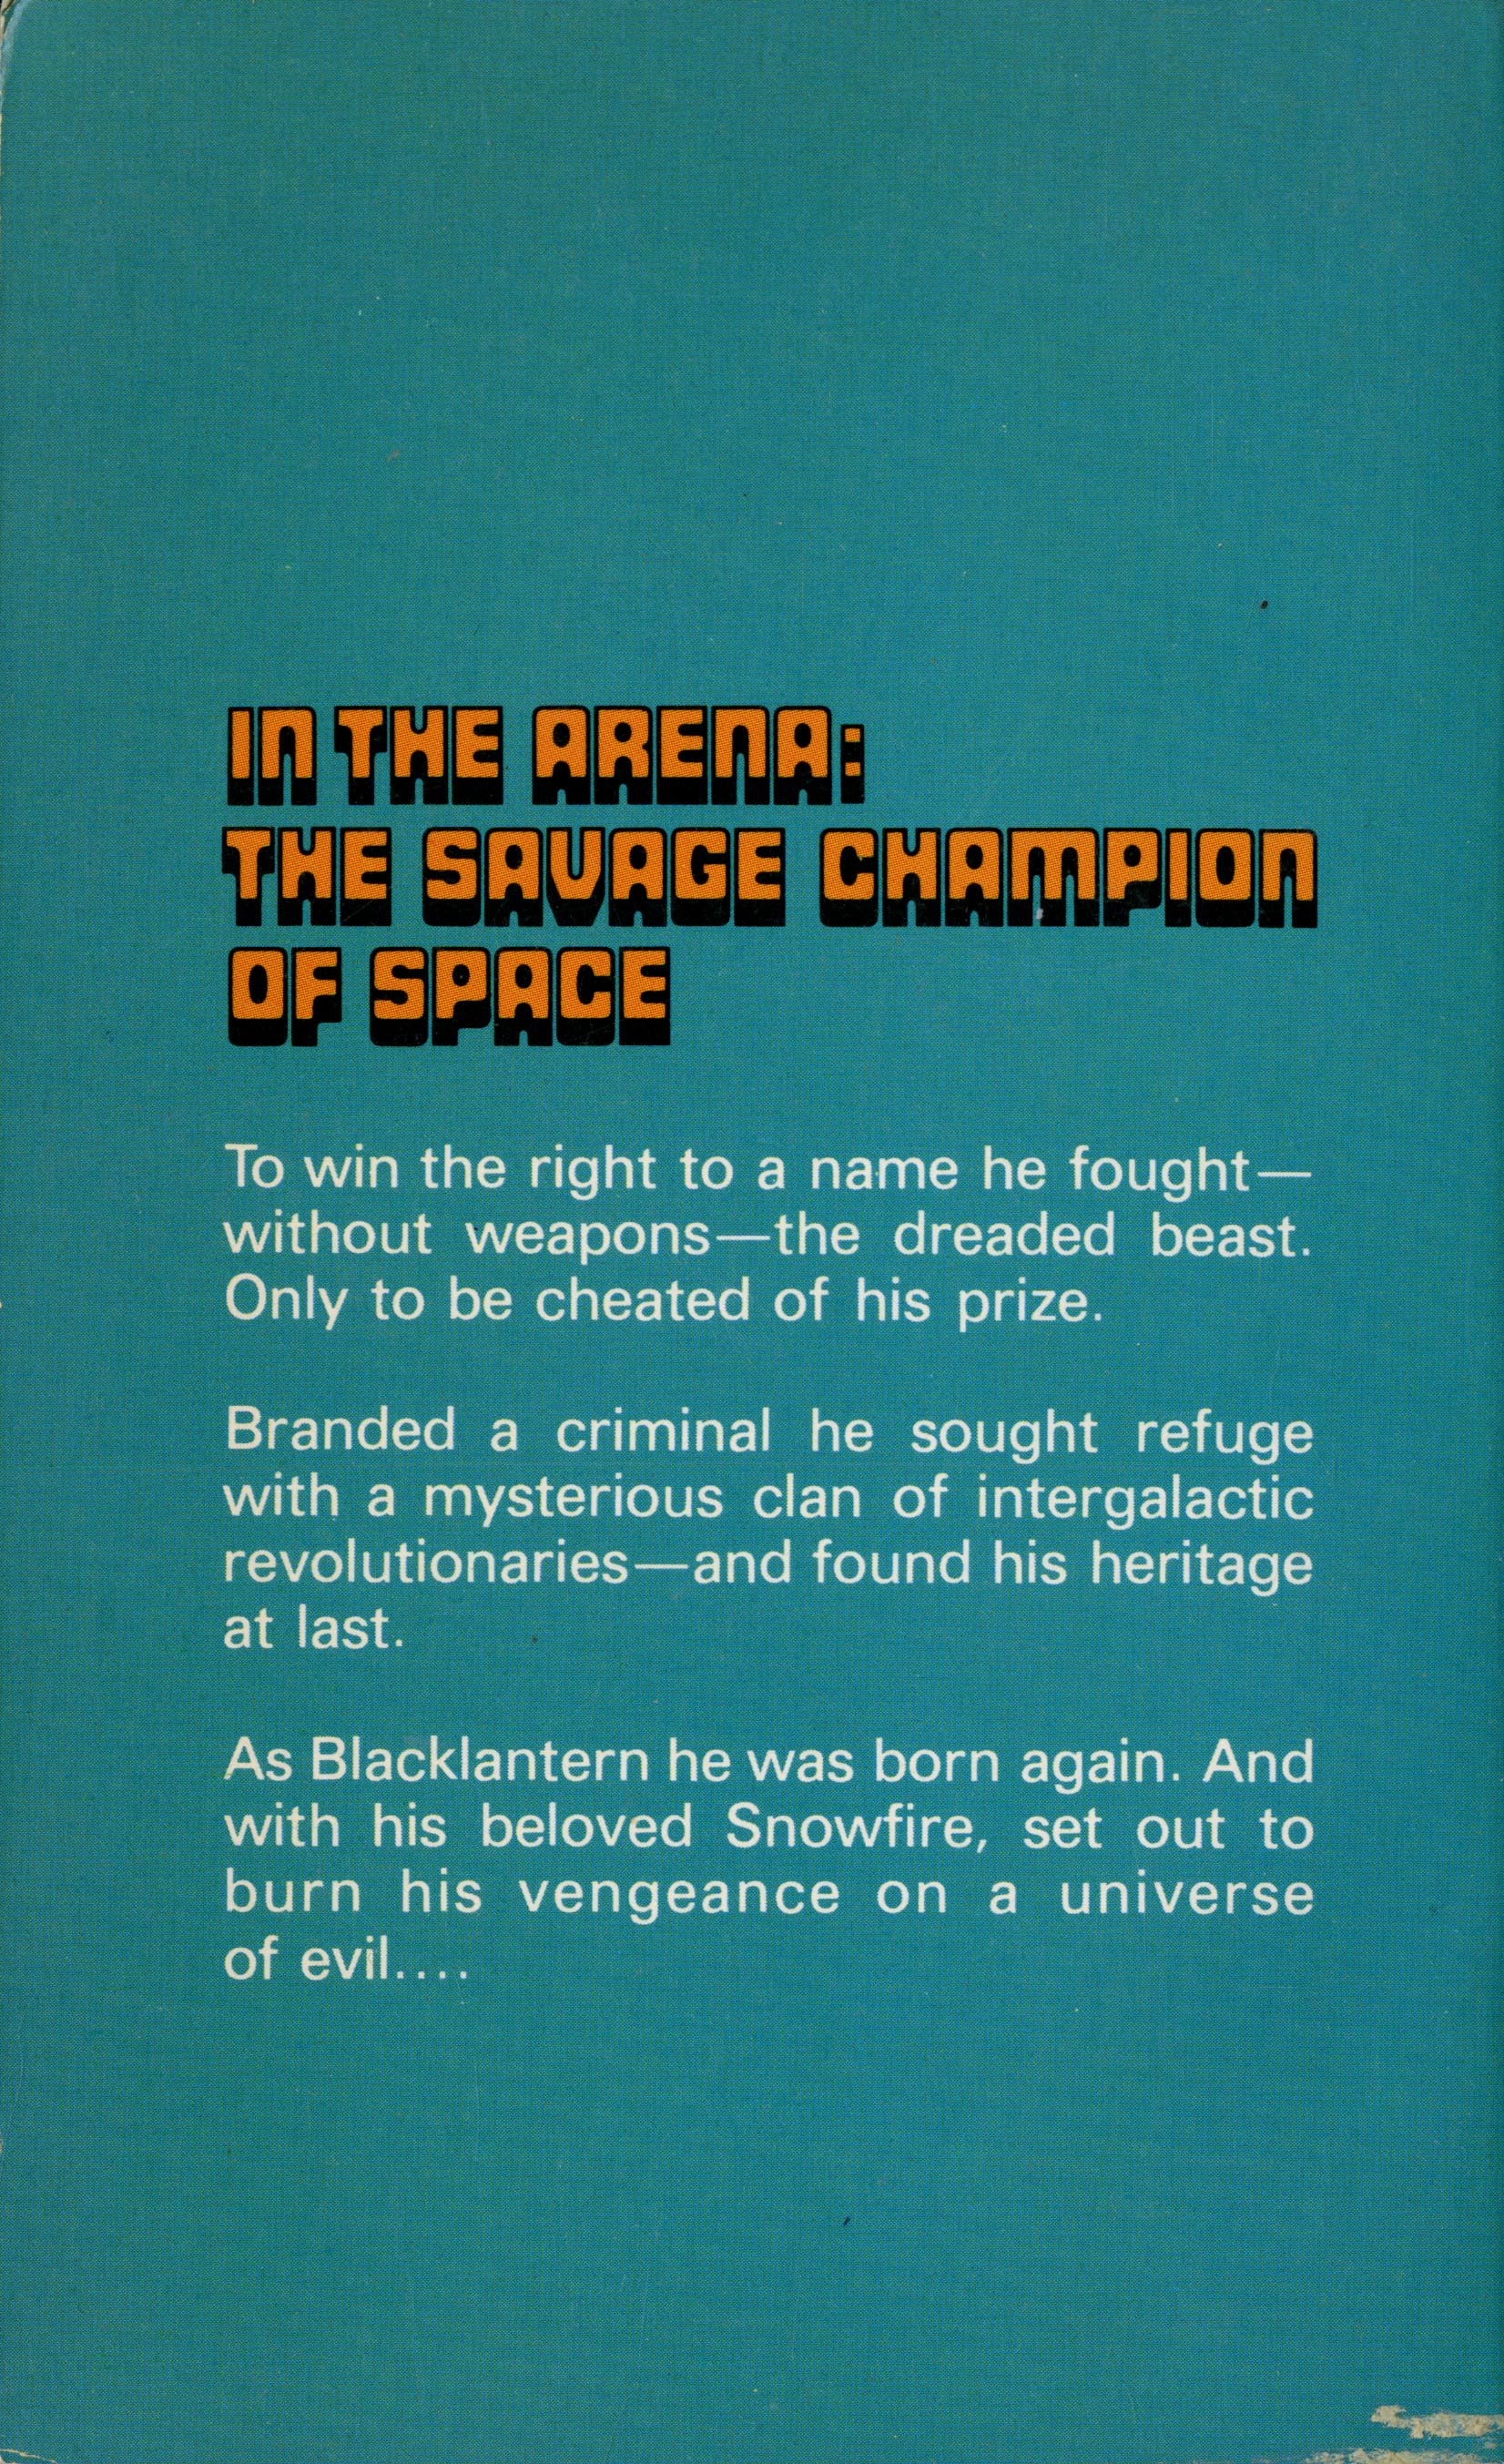 IN THE ARENA:
THE SAVAGE CHAMPION
OF SPACE
To win the right to a name he fought—
without weapons—the dreaded beast.
Only to be cheated of his prize.
Branded a criminal he sought refuge
with a mysterious clan of intergalactic
revolutionaries—and found his heritage
at last.
As Blacklantern he was born again. And
with his beloved Snowfire, set out to
burn his vengeance on a universe
of evil....